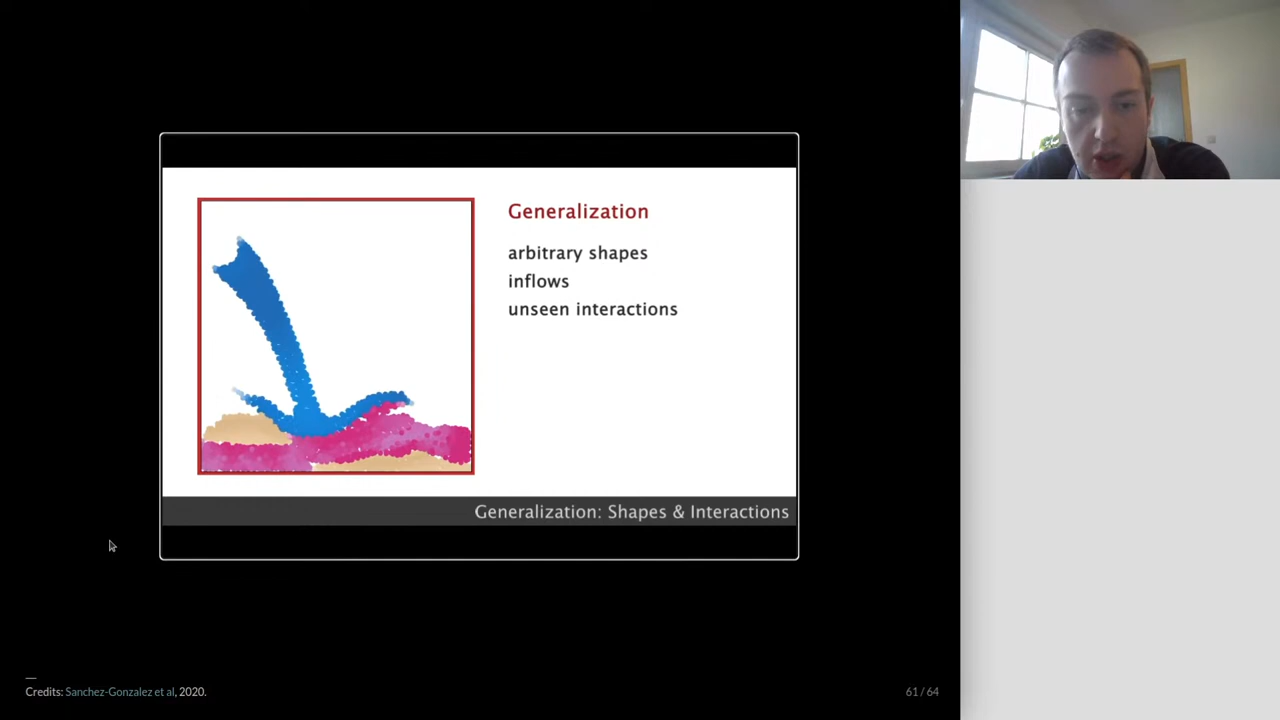 Generalization
arbitrary shapes
inflows
unseen interactions
Generalization: Shapes & Interactions
Credits: Sanchez-Gonzalez et al, 2020.
61 / 64